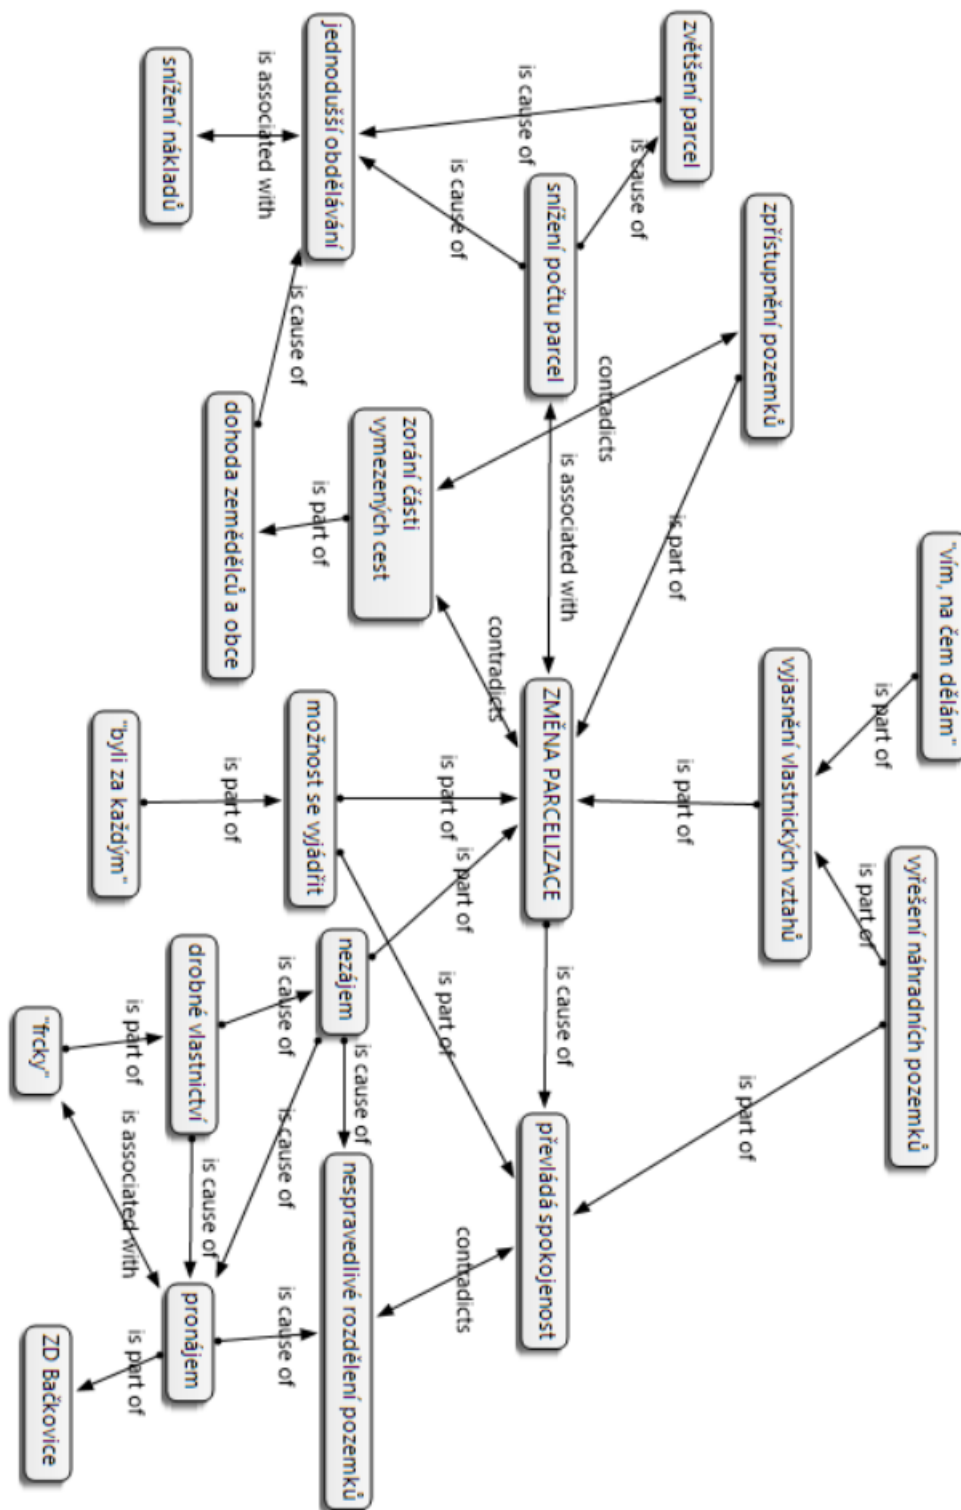 "vím, na čem dělám"
vyřešení náhradních pozemků
is part of
is part of
vyjasnění vlastnických vztahů
zpřístupnění pozemků
is part of
zvětšení parcel
is part of
is part of
is cause of
contradicts
is associated with
is cause of
snížení počtu parcel
ZMĚNA PARCELIZACE
převládá spokojenost
is cause of
contradicts
is cause of
is part of
contradicts
is part of
is part of
zorání části
vymezených cest
is cause of
jednodušší obdělávání
nezájem
nespravedlivé rozdělení pozemků
is part of
možnost se vyjádřit
is cause of
is cause of
is cause of
is cause of
is associated with
is part of
dohoda zemědělců a obce
is cause of
snížení nákladů
drobné vlastnictví
pronájem
is part of
is associated with
is part of
"byli za každým"
"frcky"
ZD Bačkovice